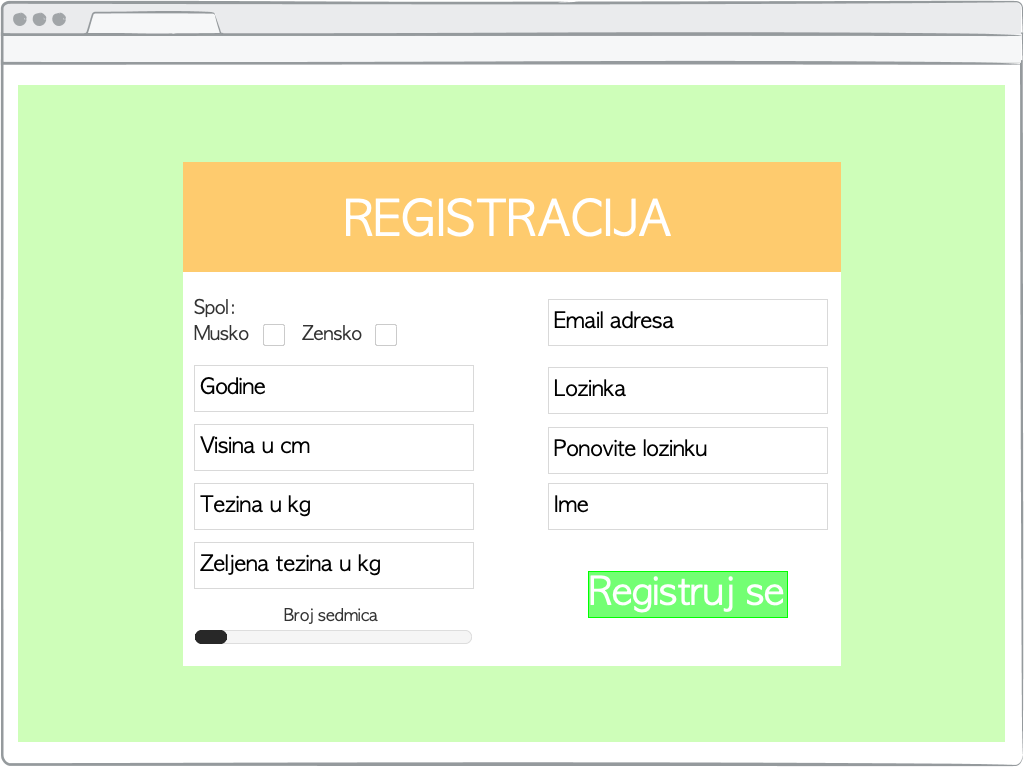 REGISTRACIJA
Spol:
Musko Zensko
Godine
Visina u cm
Tezina u kg
Zeljena tezina u kg
Broj sedmica
Email adresa
Lozinka
Ponovite lozinku
Ime
Registruj se